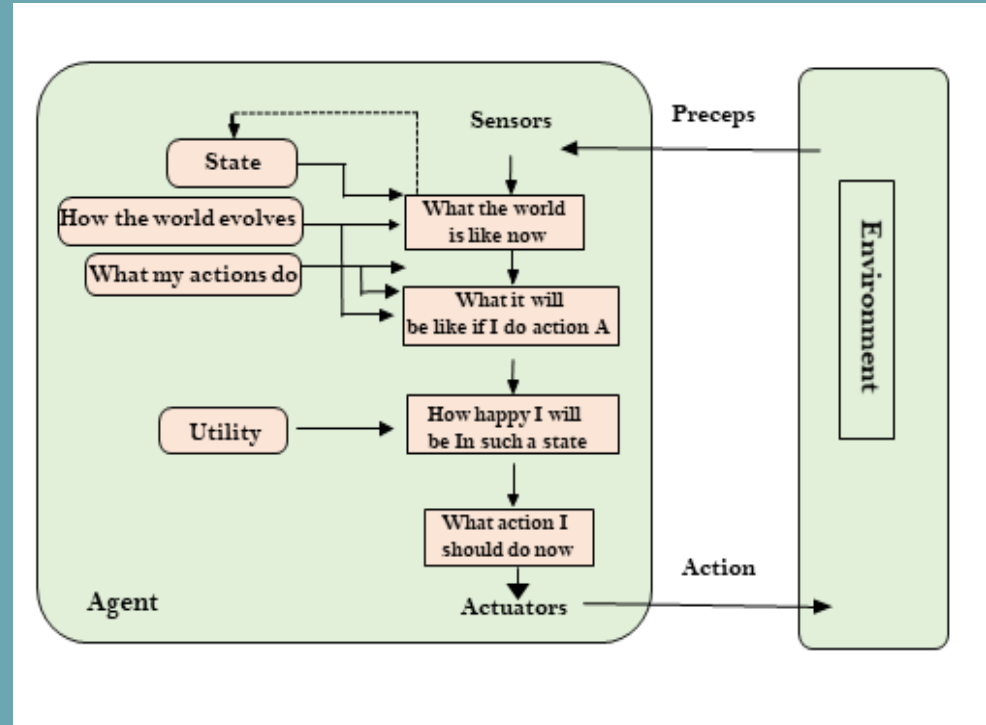 Sensors
Preceps
State
How the world evolves
What the world
is like now
What my actions do
What it will
be like if I do action A
Environment
Utility
How happy I will
be In such a state
What action I
should do now
Action
Agent
Actuators